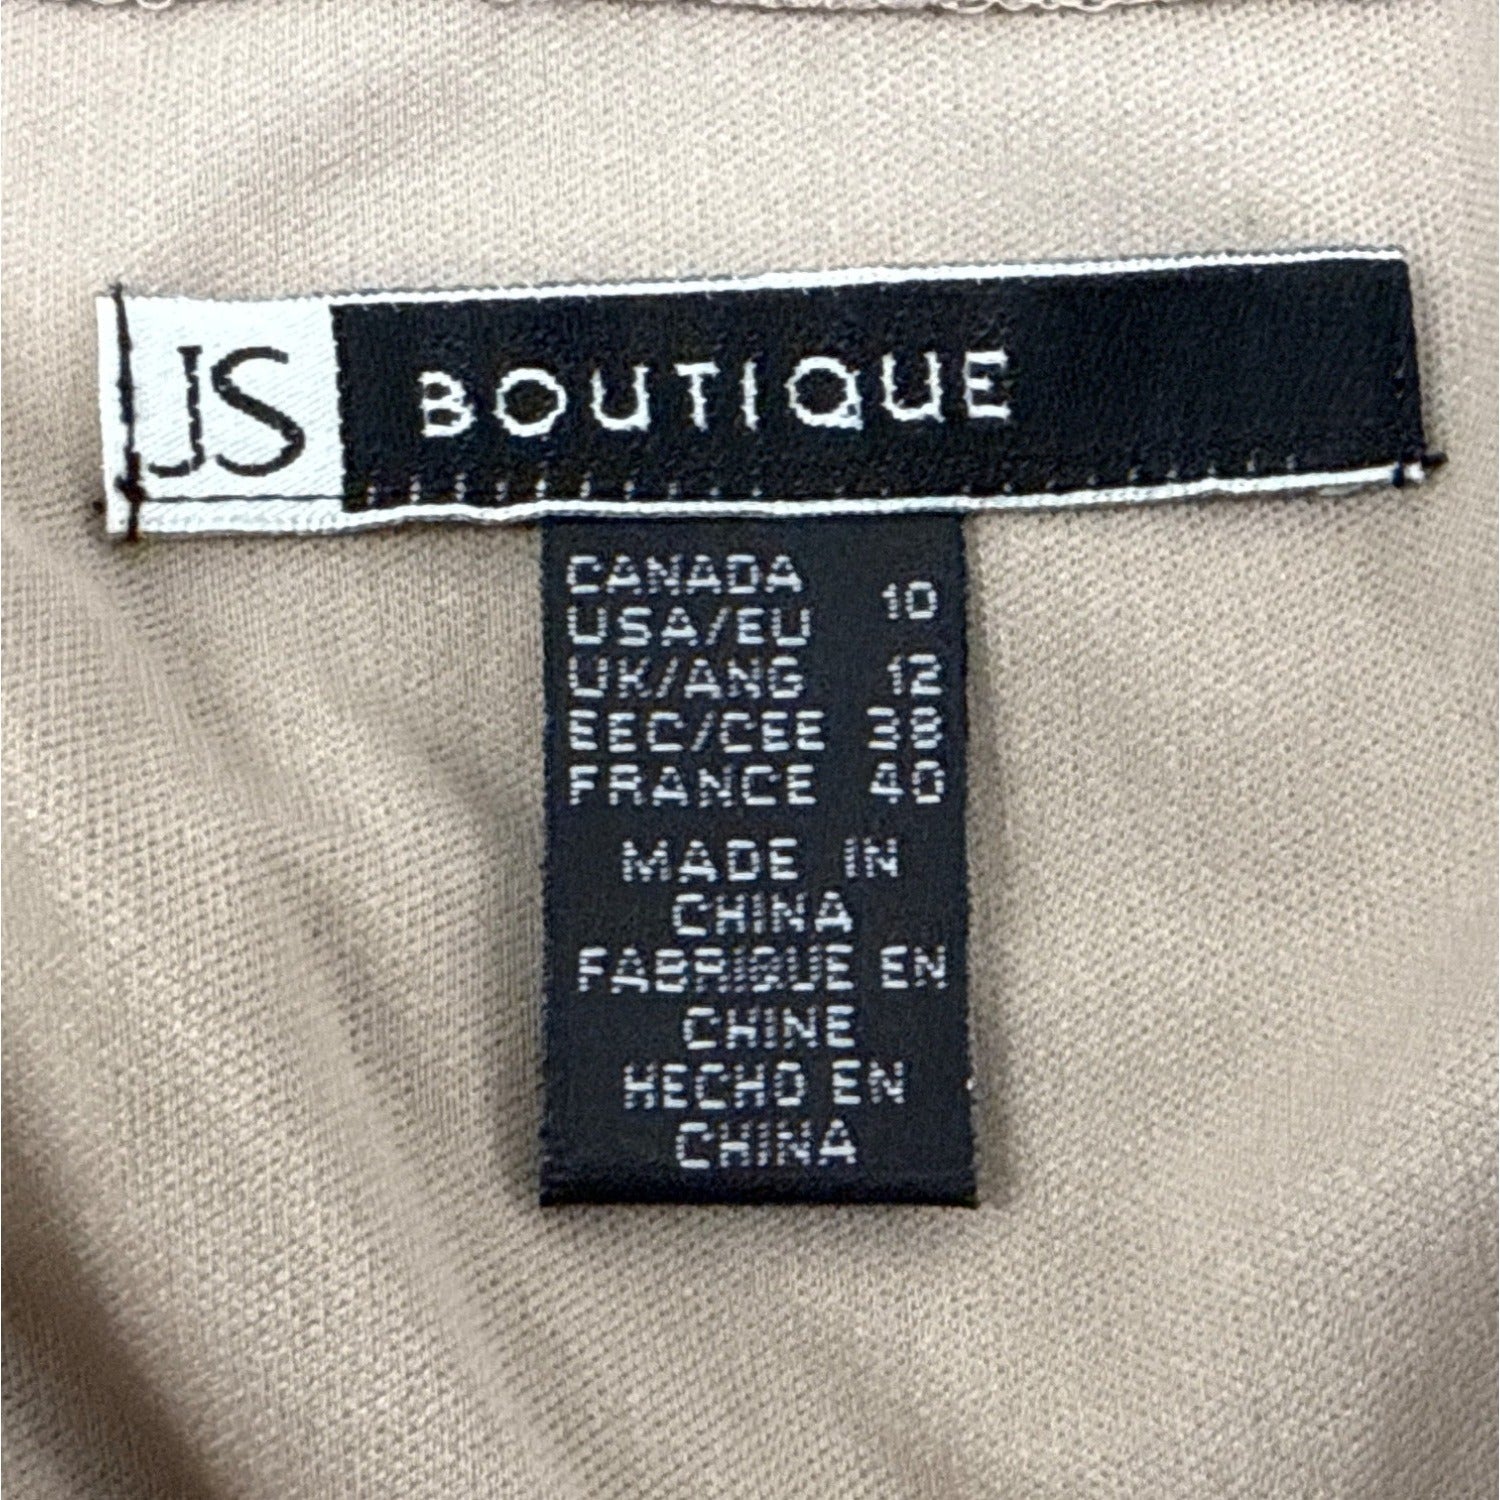 JS BOUTIQUE
CANADA
USA/EU 10
UK/ANG 12
EEC/CEE 38
FRANCE 40
MADE IN
CHINA
FABRIQUE EN
CHINE
HECHO EN
CHINA